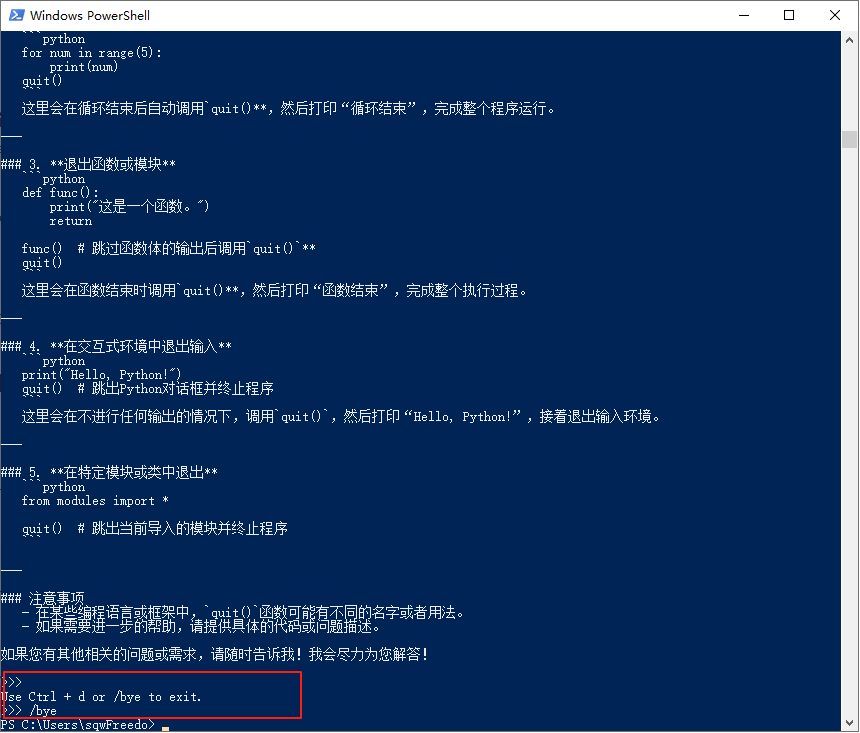 Windows PowerShell
```python
for num in range(5):
    print(num)
quit()
```
这里会在循环结束后自动调用`quit()**，然后打印“循环结束”，完成整个程序运行。
---
### 3. **退出函数或模块**
```python
def func():
    print("这是一个函数。")
    return
func()  # 跳过函数体的输出后调用`quit()`**
quit()
```
这里会在函数结束时调用`quit()**，然后打印“函数结束”，完成整个执行过程。
---
### 4. **在交互式环境中退出输入**
```python
print("Hello, Python!")
quit()  # 跳出Python对话框并终止程序
```
这里会在不进行任何输出的情况下，调用`quit()`，然后打印“Hello, Python!”，接着退出输入环境。
---
### 5. **在特定模块或类中退出**
```python
from modules import *
quit()  # 跳出当前导入的模块并终止程序
```
---
### 注意事项
- 在某些编程语言或框架中，`quit()`函数可能有不同的名字或者用法。
- 如果需要进一步的帮助，请提供具体的代码或问题描述。
如果您有其他相关的问题或需求，请随时告诉我！我会尽力为您解答！
>>>
Use Ctrl + d or /bye to exit.
>>> /bye
PS C:\Users\sqwFreedo>